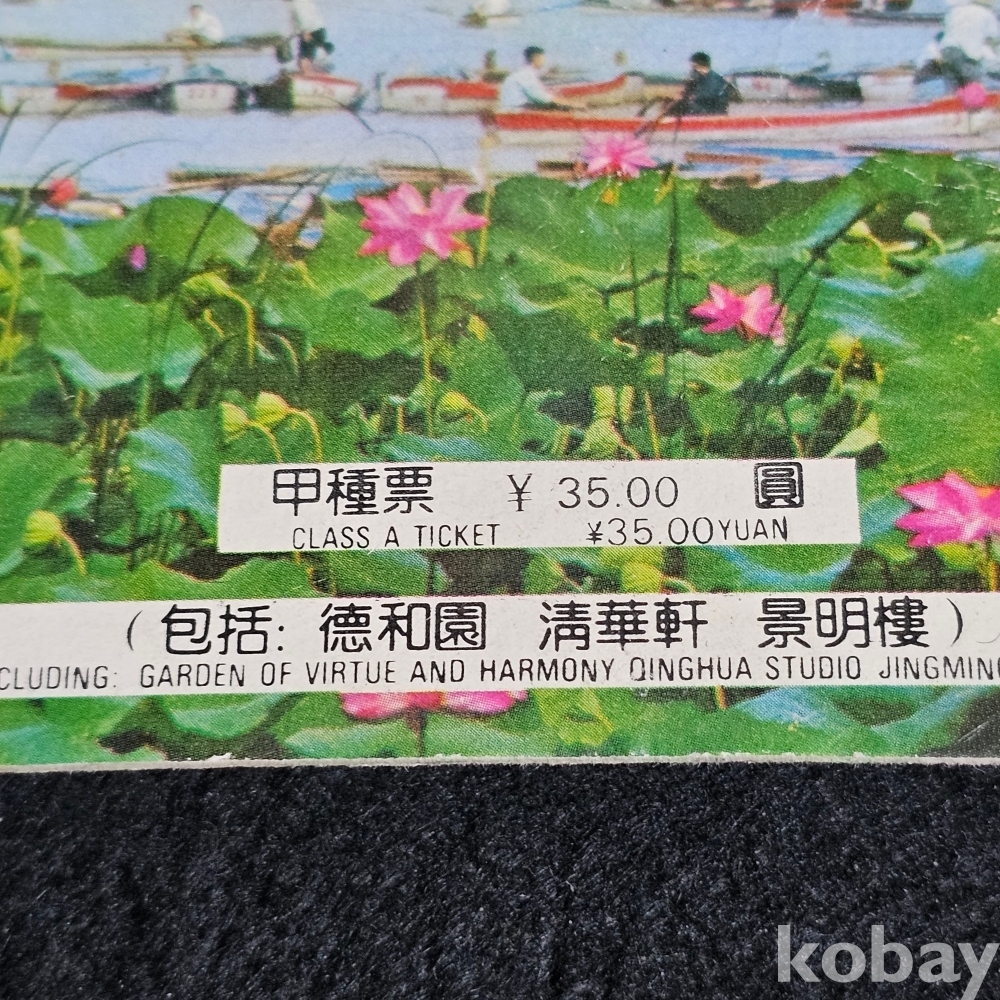 甲種票 ¥ 35.00 圓
CLASS A TICKET ¥35.00YUAN
(包括: 德和園 清華軒 景明樓)
CLUDING: GARDEN OF VIRTUE AND HARMONY QINGHUA STUDIO JINGMING
kobay